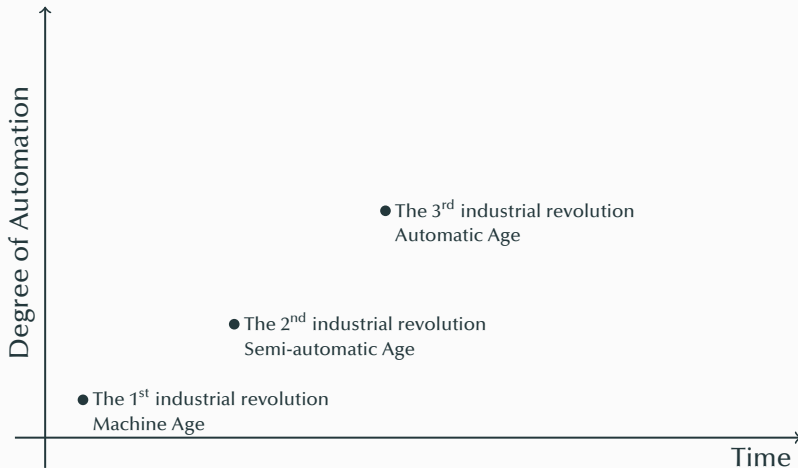 Degree of Automation
The 3rd industrial revolution
Automatic Age
The 2nd industrial revolution
Semi-automatic Age
The 1st industrial revolution
Machine Age
Time